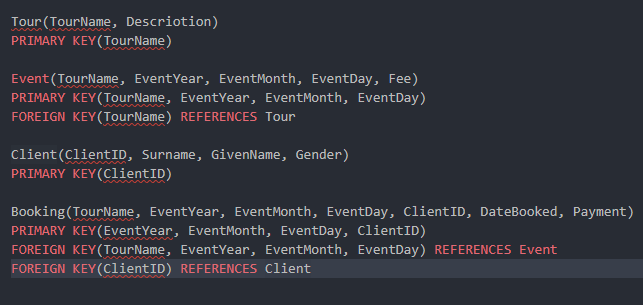 Tour(TourName, Descriotion)
PRIMARY KEY(TourName)
Event(TourName, EventYear, EventMonth, EventDay, Fee)
PRIMARY KEY(TourName, EventYear, EventMonth, EventDay)
FOREIGN KEY(TourName) REFERENCES Tour
Client(ClientID, Surname, GivenName, Gender)
PRIMARY KEY(ClientID)
Booking(TourName, EventYear, EventMonth, EventDay, ClientID, DateBooked, Payment)
PRIMARY KEY(EventYear, EventMonth, EventDay, ClientID)
FOREIGN KEY(TourName, EventYear, EventMonth, EventDay) REFERENCES Event
FOREIGN KEY(ClientID) REFERENCES Client